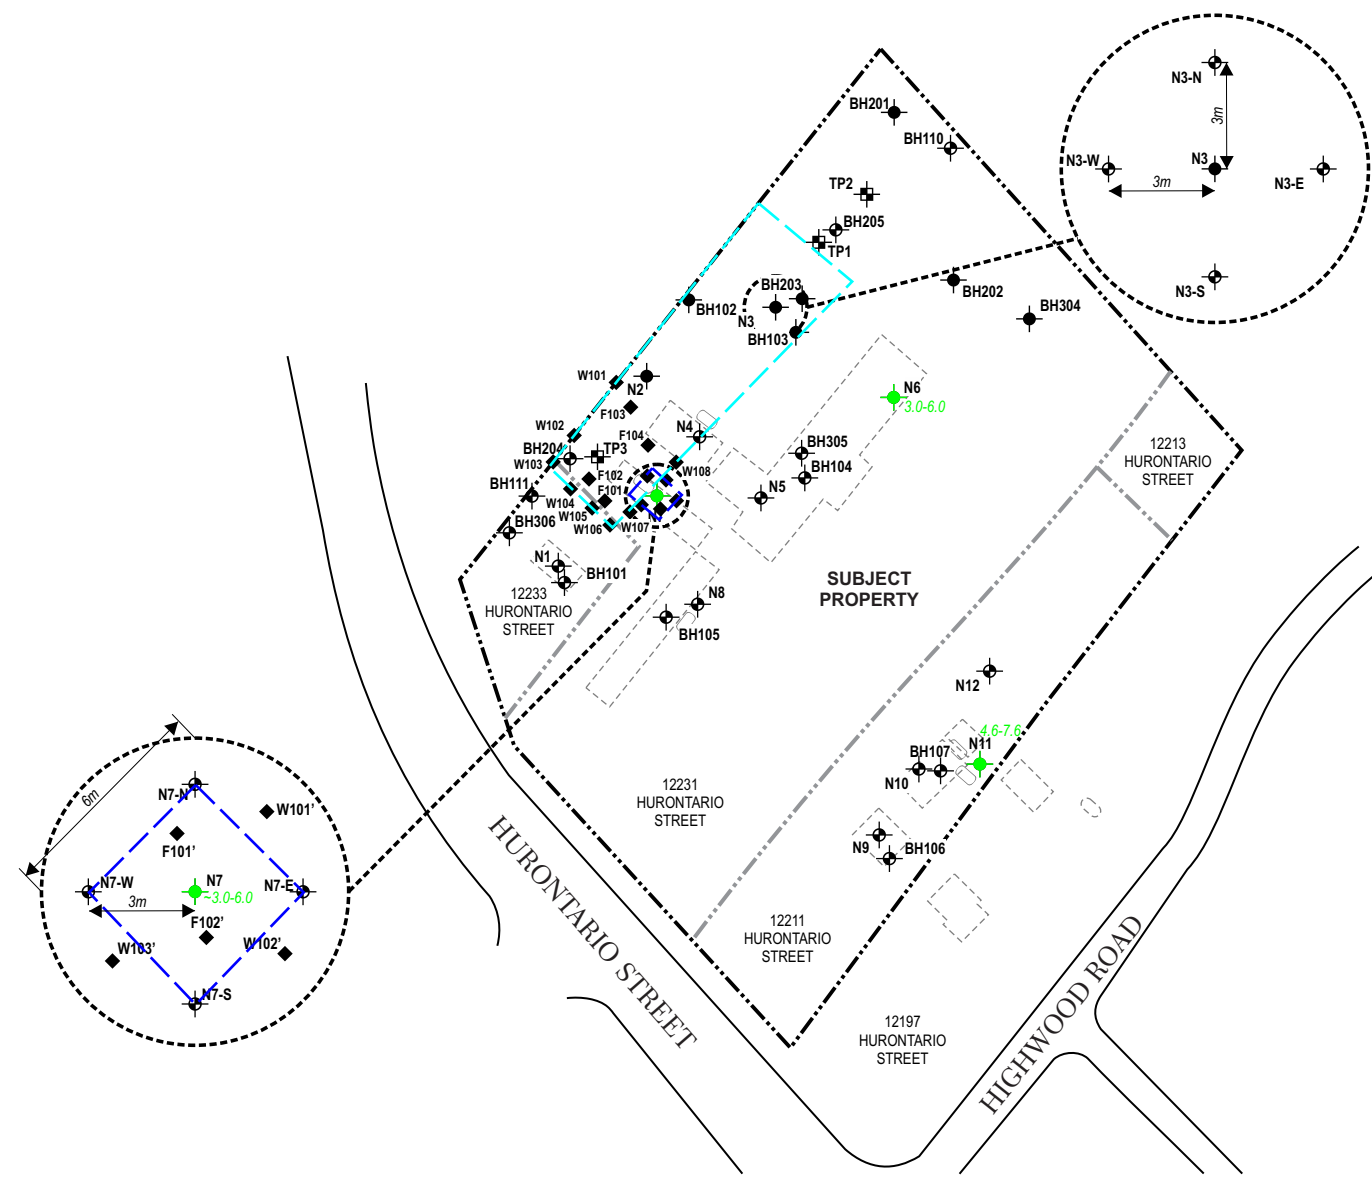 N3-N
3m
N3-W
N3
3m
N3-E
N3-S
BH201
BH110
TP2
BH205
TP1
BH203
BH202
BH102
N3
BH304
BH103
W101
N2
F103
N6
3.0-6.0
W102
F104
N4
12213
HURONTARIO
STREET
BH204
TP3
BH305
W103
W108
BH104
F102
BH111
N5
W104
F101
W105
BH306
W106
W107
N1
BH101
SUBJECT
PROPERTY
12233
HURONTARIO
STREET
N8
BH105
N12
4.6-7.6
N11
BH107
N10
12231
HURONTARIO
STREET
6m
N7-N
W101'
F101'
N9
BH106
N7-W
N7
N7-E
~3.0-6.0
3m
F102'
W103'
W102'
N7-S
HURONTARIO STREET
12211
HURONTARIO
STREET
HIGHWOOD ROAD
12197
HURONTARIO
STREET